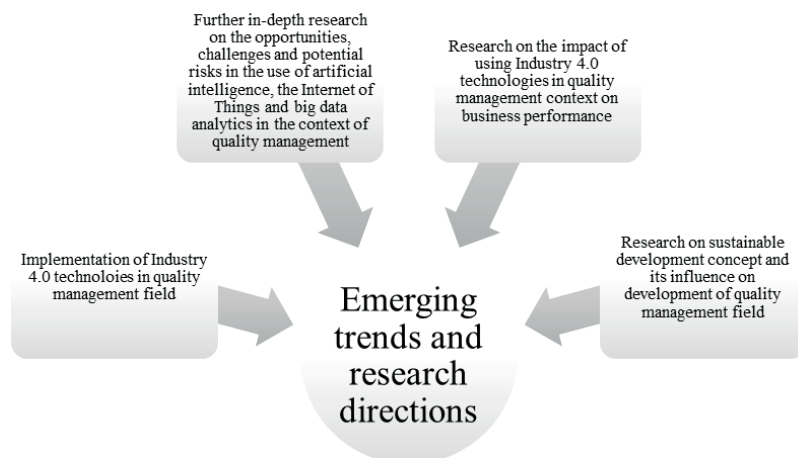 Further in-depth research
on the opportunities,
challenges and potential
risks in the use of artificial
intelligence, the Internet of
Things and big data
analytics in the context of
quality management
Research on the impact of
using Industry 4.0
technologies in quality
management context on
business performance
Implementation of Industry
4.0 technoloies in quality
management field
Research on sustainable
development concept and
its influence on
development of quality
management field
Emerging
trends and
research
directions